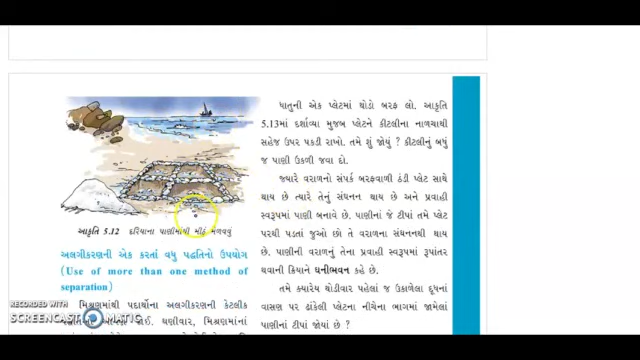 આકૃતિ 5.12 દરિયાના પાણીમાંથી મીઠું મેળવવું
અલગીકરણની એક કરતાં વધુ પદ્ધતિનો ઉપયોગ
(Use of more than one method of
separation)
મિશ્રણમાંથી પદાર્થોના અલગીકરણની કેટલીક
જોઈ. ઘણીવાર, મિશ્રણમાંનાં
ધાતુની એક પ્લેટમાં થોડો બરફ લો. આકૃતિ
5.13માં દર્શાવ્યા મુજબ પ્લેટને કીટલીના નાળચાથી
સહેજ ઉપર પકડી રાખો. તમે શું જોયું ? કીટલીનું બધું
જ પાણી ઉકળી જવા દો.
જ્યારે વરાળનો સંપર્ક બરફવાળી ઠંડી પ્લેટ સાથે
થાય છે ત્યારે તેનું સંઘનન થાય છે અને પ્રવાહી
સ્વરૂપમાં પાણી બનાવે છે. પાણીનાં જે ટીપાં તમે પ્લેટ
પરથી પડતાં જુઓ છો તે વરાળના સંઘનનથી થાય
છે. પાણીની વરાળનું તેના પ્રવાહી સ્વરૂપમાં રૂપાંતર
થવાની ક્રિયાને ઘનીભવન કહે છે.
તમે ક્યારેય થોડીવાર પહેલાં જ ઉકાળેલા દૂધનાં
વાસણ પર ઢાંકેલી પ્લેટના નીચેના ભાગમાં જામેલાં
પાણીનાં ટીપાં જોયાં છે ?
RECORDED WITH
SCREENCAST MATIC